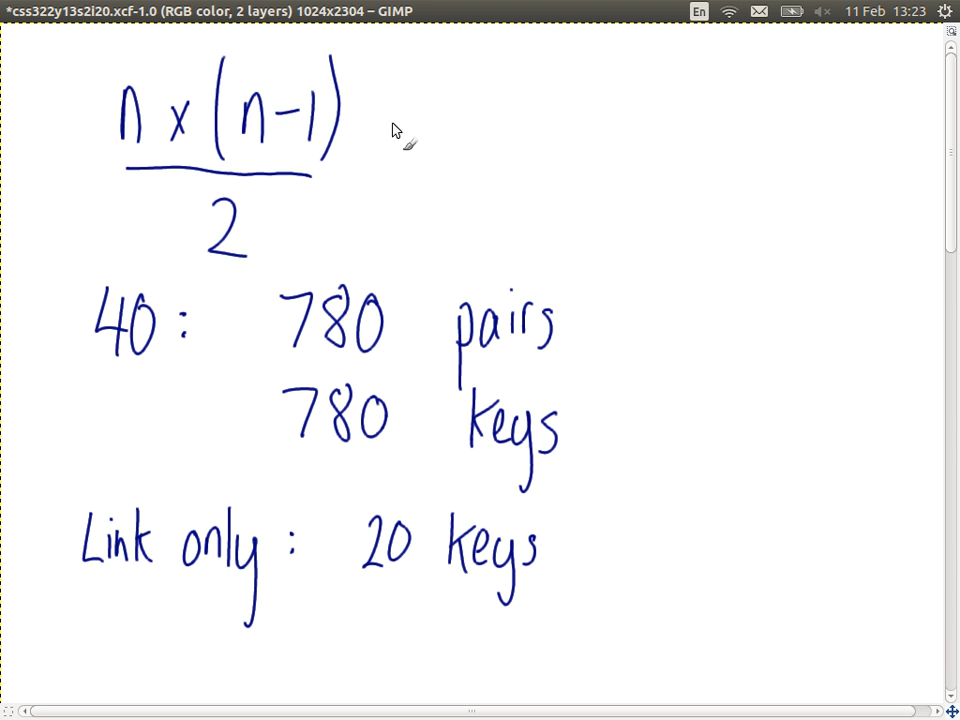 *css322y13s2i20.xcf-1.0 (RGB color, 2 layers) 1024x2304 – GIMP
En
11 Feb 13:23
n x (n-1)
2
40: 780 pairs
780 keys
Link only: 20 keys